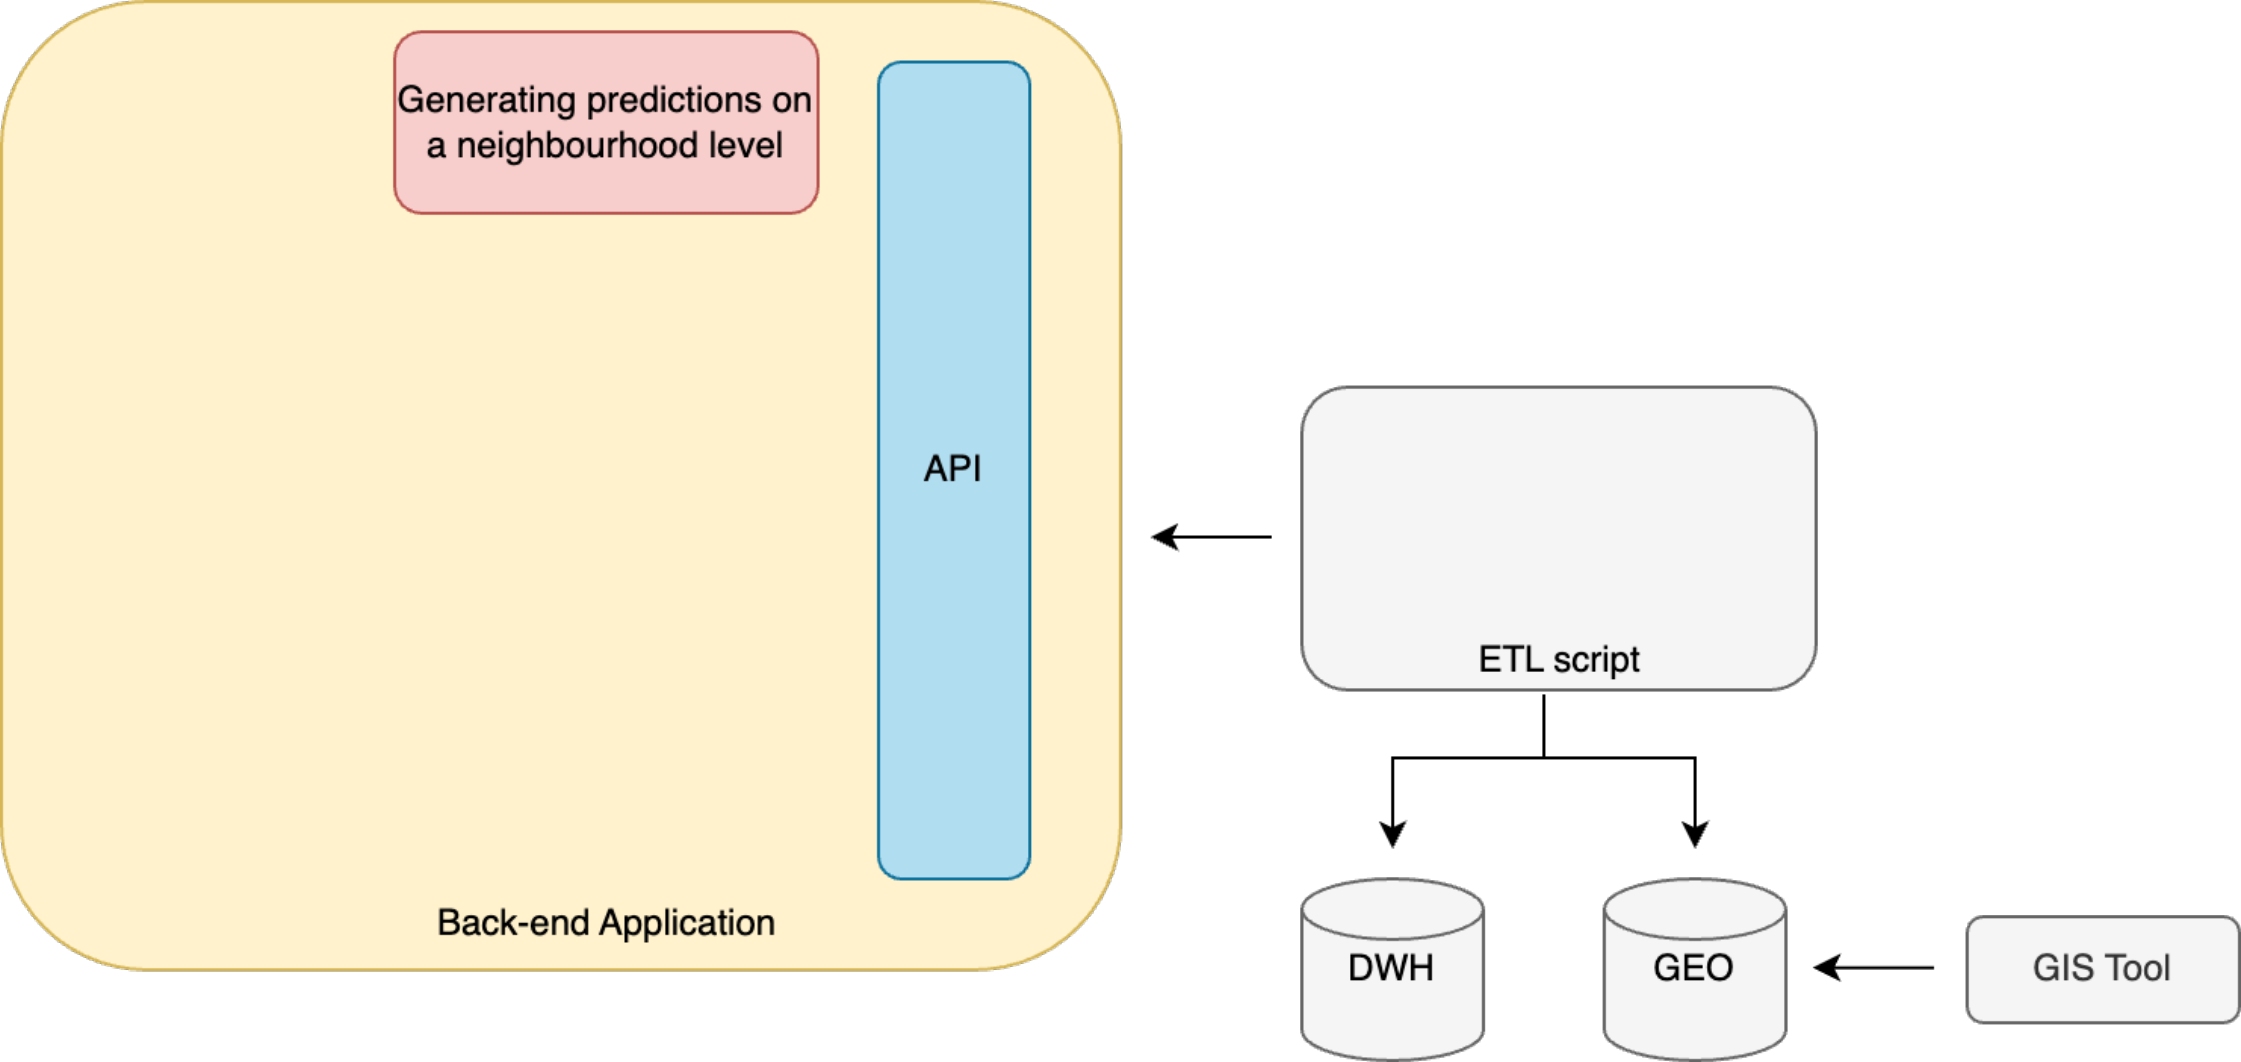 Generating predictions on
a neighbourhood level
API
ETL script
Back-end Application
DWH
GEO
GIS Tool